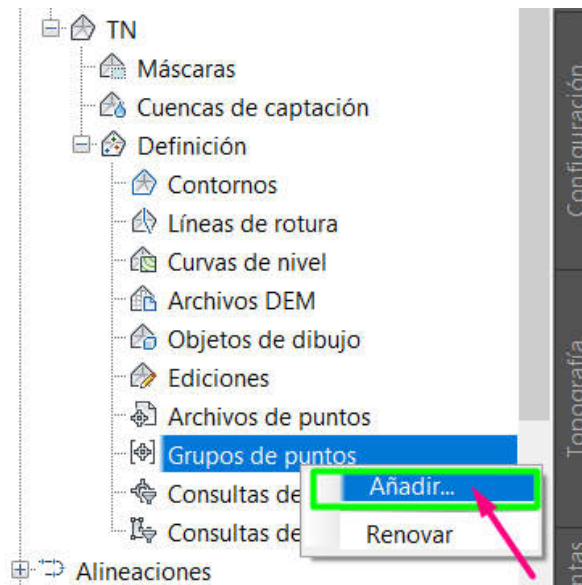 TN
Máscaras
Cuencas de captación
Definición
Contornos
Líneas de rotura
Curvas de nivel
Archivos DEM
Objetos de dibujo
Ediciones
Archivos de puntos
Grupos de puntos
Añadir...
Consultas de
Renovar
Consultas de
Alineaciones
Configuración
Topografía